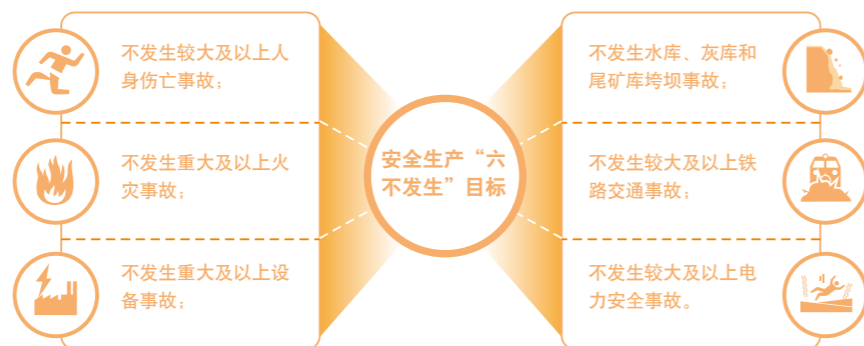 不发生较大及以上人
身伤亡事故；
不发生重大及以上火
灾事故；
不发生重大及以上设
备事故；
安全生产“六
不发生”目标
不发生水库、灰库和
尾矿库垮坝事故；
不发生较大及以上铁
路交通事故；
不发生较大及以上电
力安全事故。